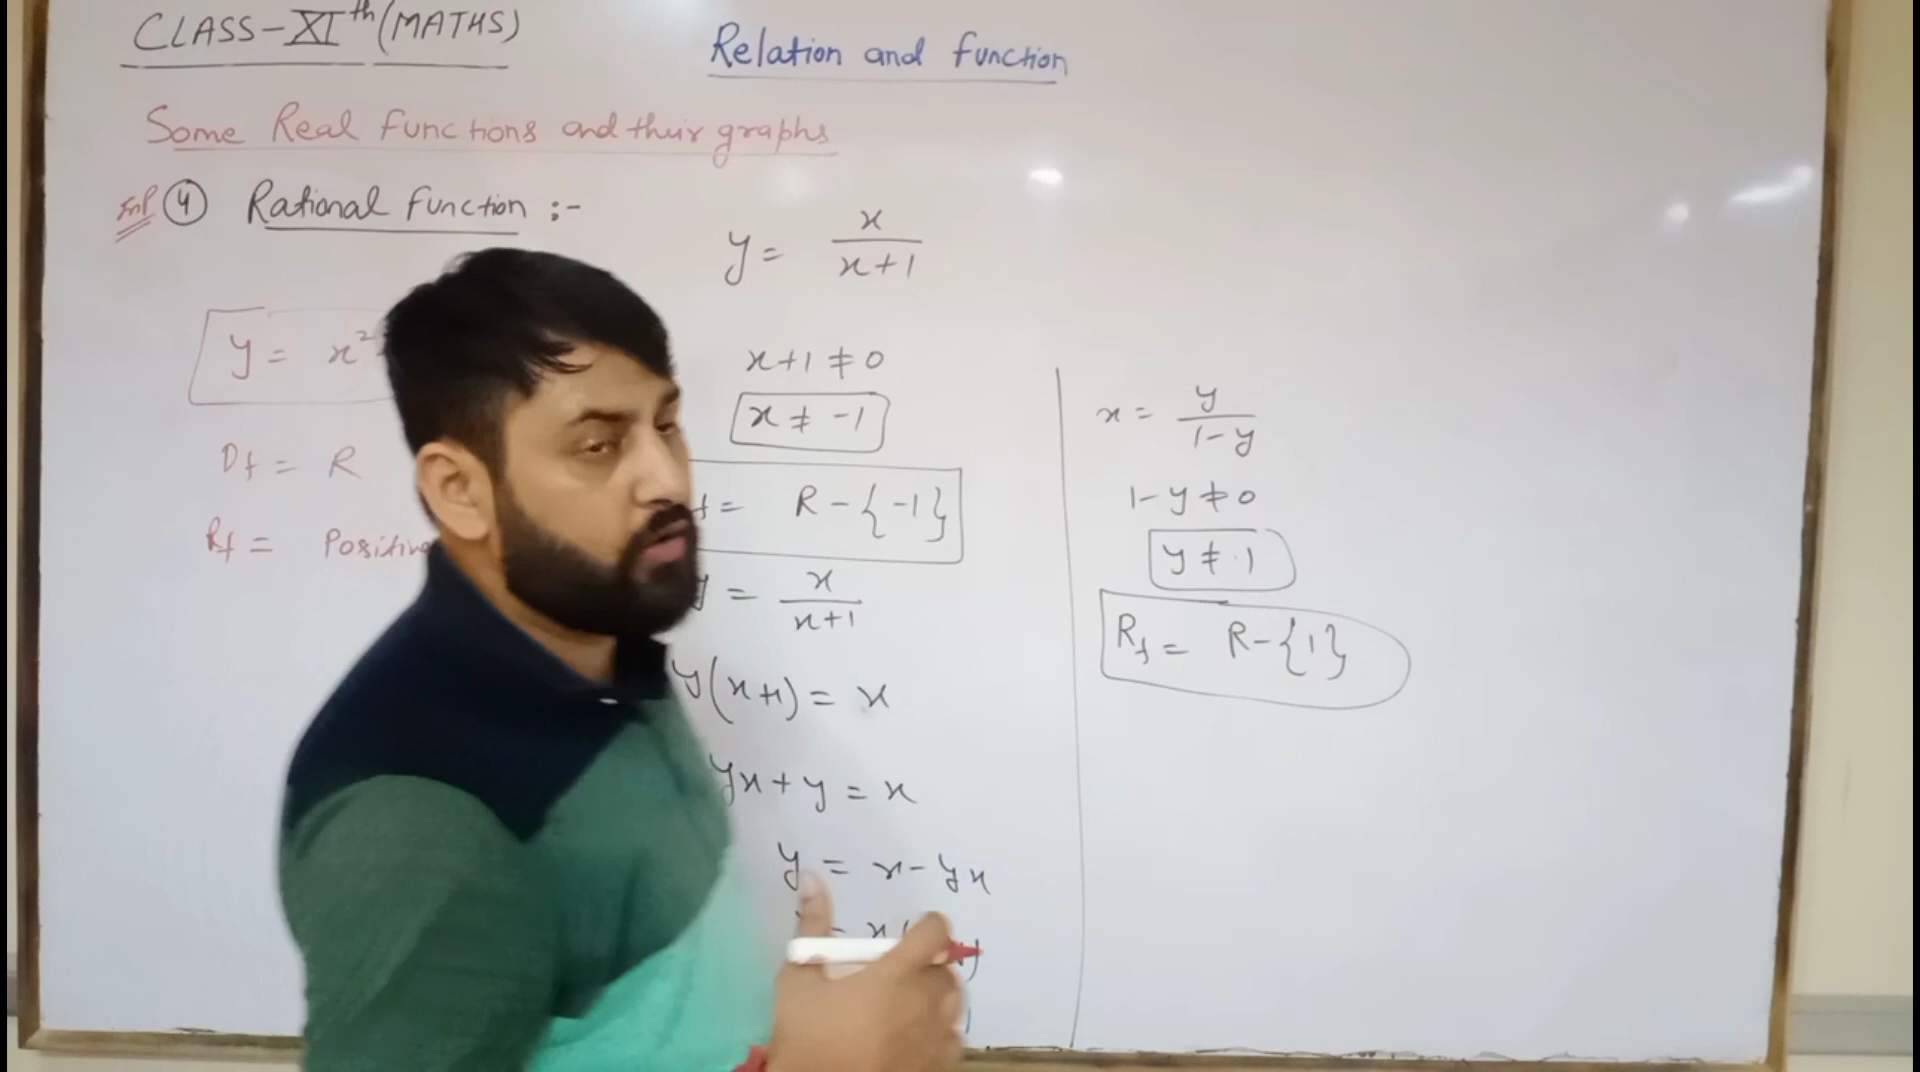 CLASS-XIth (MATHS)
Relation and function
Some Real functions and their graphs
Imp ④ Rational function :-
y = x/(x+1)
y = x²
Df = R
Rf = Positive
x+1 ≠ 0
x ≠ -1
f = R-{-1}
y = x/(x+1)
y(x+1) = x
yx+y = x
y = x-yx
x = y/(1-y)
1-y ≠ 0
y ≠ 1
Rf = R-{1}